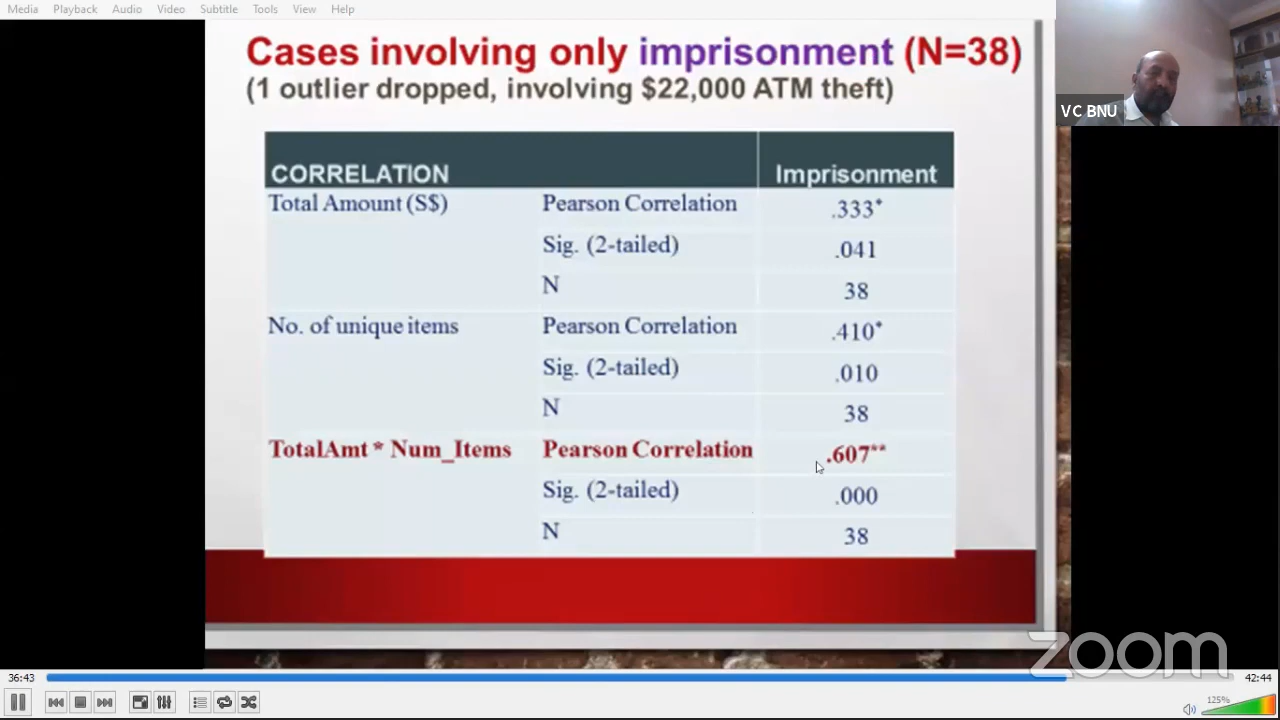 Media Playback Audio Video Subtitle Tools View Help
Cases involving only imprisonment (N=38)
(1 outlier dropped, involving $22,000 ATM theft)
VC BNU
CORRELATION Imprisonment
Total Amount (S$) Pearson Correlation .333*
Sig. (2-tailed) .041
N 38
No. of unique items Pearson Correlation .410*
Sig. (2-tailed) .010
N 38
TotalAmt * Num_Items Pearson Correlation .607**
Sig. (2-tailed) .000
N 38
zoom
36:43 42:44
125%